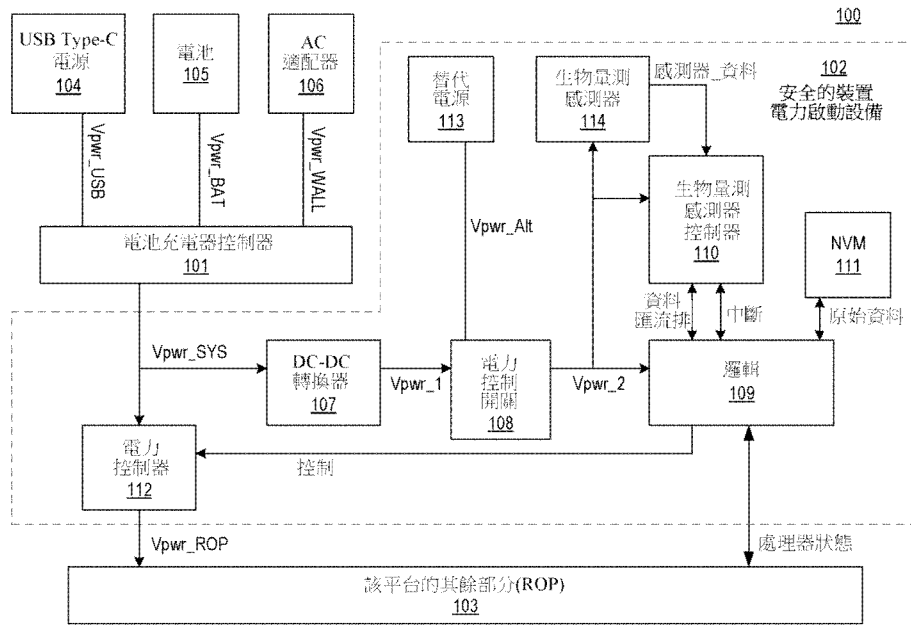 100
USB Type-C
電源
104
電池
105
AC
適配器
106
替代
電源
113
生物量測
感測器
114
感測器_資料
102
安全的裝置
電力啟動設備
Vpwr_USB
Vpwr_BAT
Vpwr_WALL
Vpwr_Alt
生物量測
感測器
控制器
110
NVM
111
電池充電器控制器
101
資料
匯流排
中斷
原始資料
Vpwr_SYS
DC-DC
轉換器
107
Vpwr_1
電力
控制
開關
108
Vpwr_2
邏輯
109
電力
控制器
112
控制
Vpwr_ROP
處理器狀態
該平台的其餘部分(ROP)
103